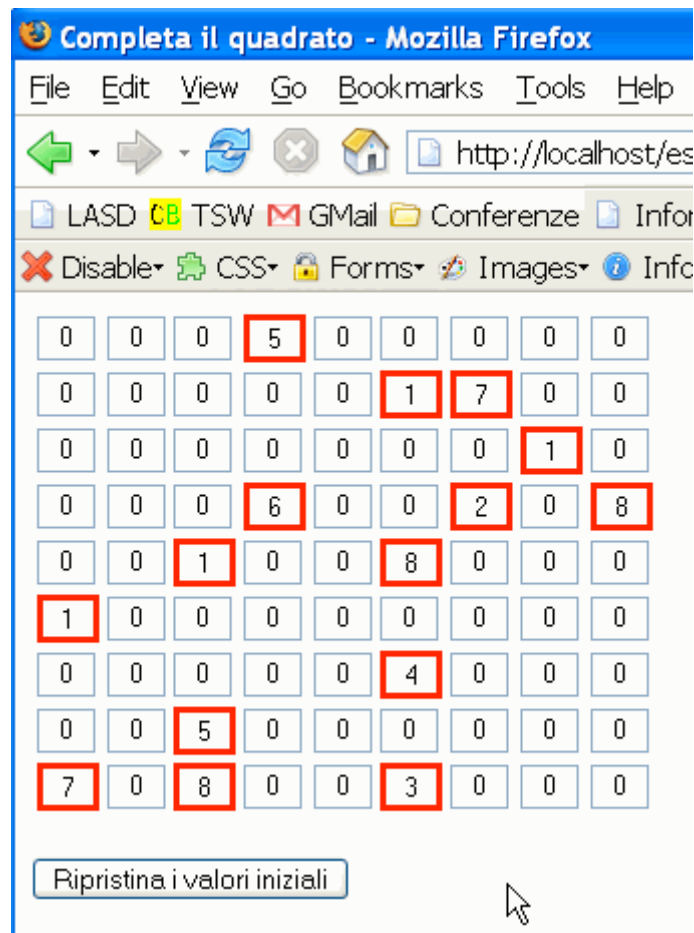 Completa il quadrato - Mozilla Firefox
File Edit View Go Bookmarks Tools Help
http://localhost/es
LASD CB TSW GMail Conferenze Infor
Disable CSS Forms Images Info
0 0 0 5 0 0 0 0 0
0 0 0 0 0 1 7 0 0
0 0 0 0 0 0 0 1 0
0 0 0 6 0 0 2 0 8
0 0 1 0 0 8 0 0 0
1 0 0 0 0 0 0 0 0
0 0 0 0 0 4 0 0 0
0 0 5 0 0 0 0 0 0
7 0 8 0 0 3 0 0 0
Ripristina i valori iniziali